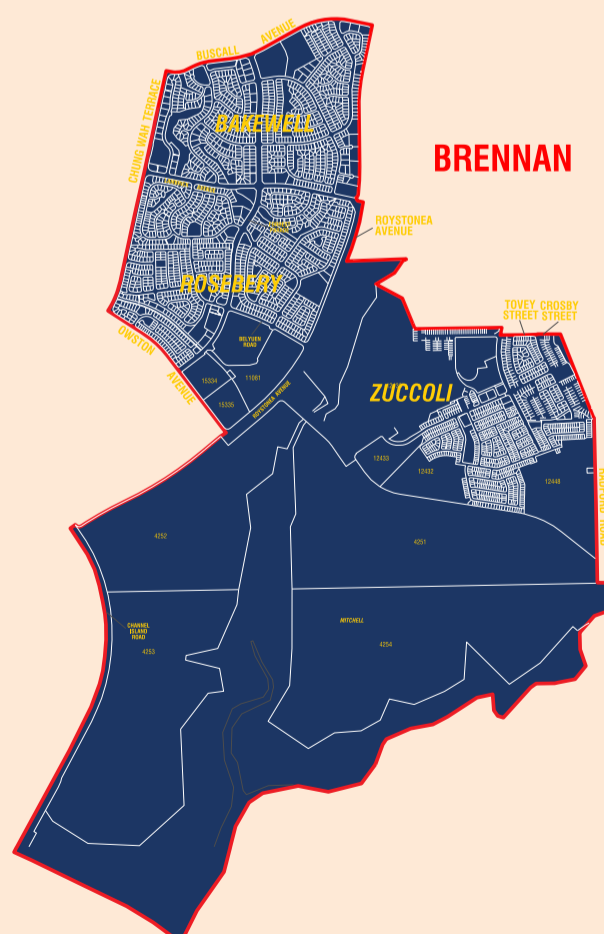 BUSCALL
AVENUE
CHUNG WAH TERRACE
BAKEWELL
BRENNAN
ROYSTONEA
AVENUE
ROSEBERY
OWSTON
AVENUE
BELYUEN
ROAD
TOVEY CROSBY
STREET STREET
ZUCCOLI
15334
11081
15335
ROYSTONEA AVENUE
12433
12432
12448
4252
4251
CHANNEL
ISLAND
ROAD
4253
MITCHELL
4254